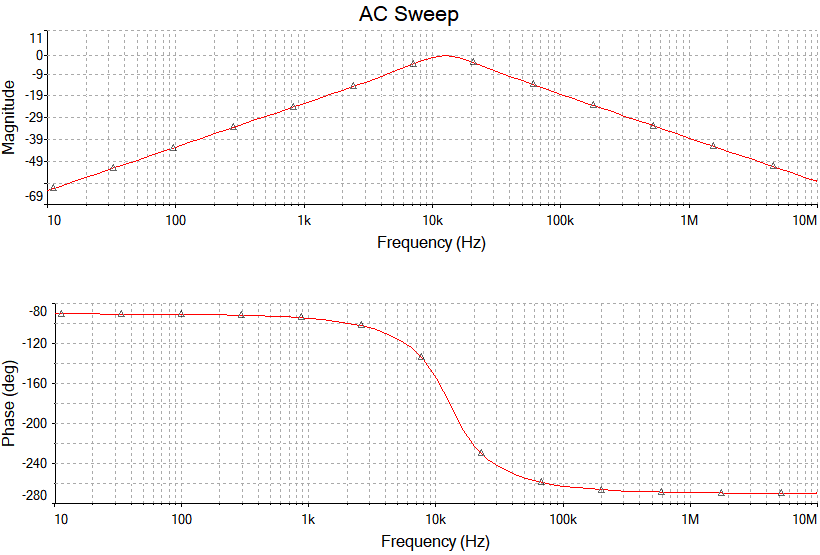 AC Sweep
11
0
-9
-19
-29
-39
-49
-69
Magnitude
10 100 1k 10k 100k 1M 10M
Frequency (Hz)
-80
-120
-160
-200
-240
-280
Phase (deg)
10 100 1k 10k 100k 1M 10M
Frequency (Hz)